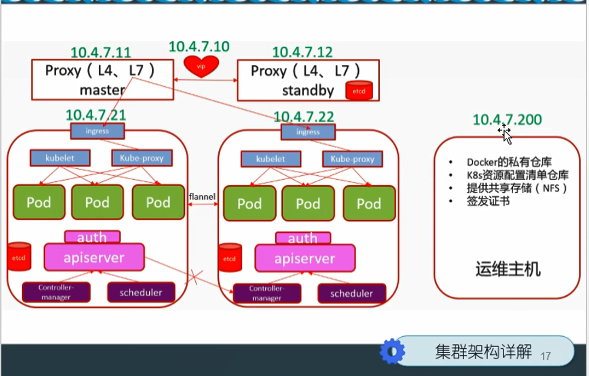 10.4.7.11
10.4.7.10
10.4.7.12
Proxy（L4、L7）
master
vip
Proxy（L4、L7）
standby
etcd
10.4.7.21
10.4.7.22
10.4.7.200
ingress
ingress
kubelet
Kube-proxy
kubelet
Kube-proxy
Pod
Pod
Pod
flannel
Pod
Pod
Pod
auth
apiserver
etcd
auth
apiserver
etcd
Controller-
manager
scheduler
Controller-
manager
scheduler
• Docker的私有仓库
• K8s资源配置清单仓库
• 提供共享存储（NFS）
• 签发证书
运维主机
集群架构详解
17